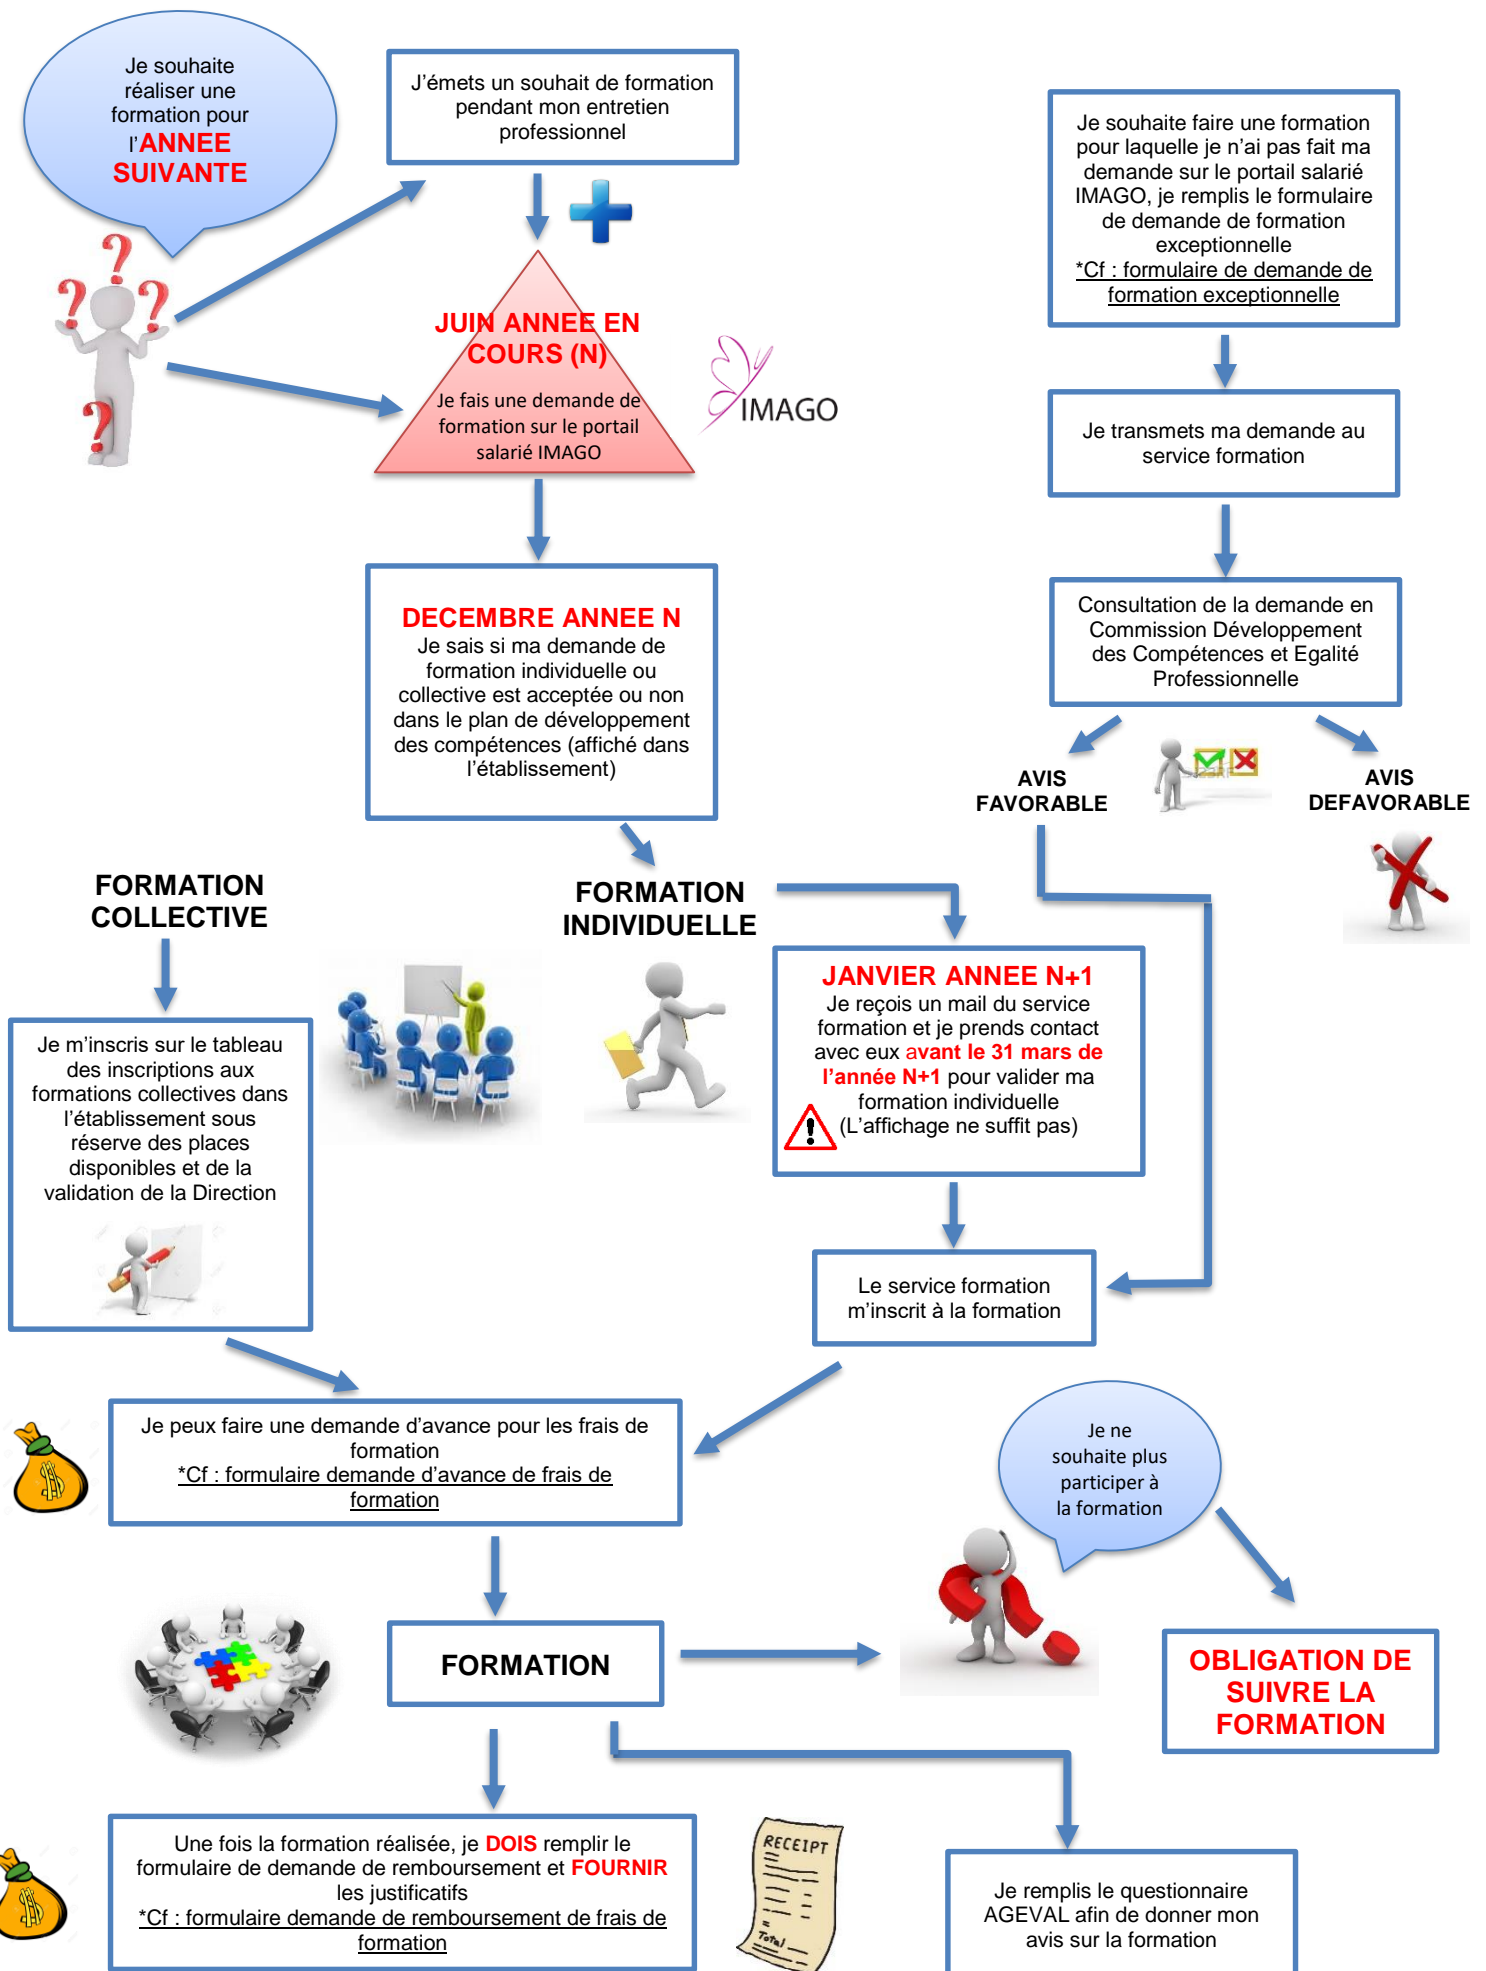 Je souhaite
réaliser une
formation pour
l'ANNEE
SUIVANTE
J'émets un souhait de formation
pendant mon entretien
professionnel
JUIN ANNEE EN
COURS (N)
Je fais une demande de
formation sur le portail
salarié IMAGO
IMAGO
DECEMBRE ANNEE N
Je sais si ma demande de
formation individuelle ou
collective est acceptée ou non
dans le plan de développement
des compétences (affiché dans
l'établissement)
Je souhaite faire une formation
pour laquelle je n'ai pas fait ma
demande sur le portail salarié
IMAGO, je remplis le formulaire
de demande de formation
exceptionnelle
*Cf : formulaire de demande de
formation exceptionnelle
Je transmets ma demande au
service formation
Consultation de la demande en
Commission Développement
des Compétences et Egalité
Professionnelle
AVIS
FAVORABLE
AVIS
DEFAVORABLE
FORMATION
COLLECTIVE
Je m'inscris sur le tableau
des inscriptions aux
formations collectives dans
l'établissement sous
réserve des places
disponibles et de la
validation de la Direction
FORMATION
INDIVIDUELLE
JANVIER ANNEE N+1
Je reçois un mail du service
formation et je prends contact
avec eux avant le 31 mars de
l'année N+1 pour valider ma
formation individuelle
(L'affichage ne suffit pas)
Le service formation
m'inscrit à la formation
Je peux faire une demande d'avance pour les frais de
formation
*Cf : formulaire demande d'avance de frais de
formation
Je ne
souhaite plus
participer à
la formation
FORMATION
OBLIGATION DE
SUIVRE LA
FORMATION
Une fois la formation réalisée, je DOIS remplir le
formulaire de demande de remboursement et FOURNIR
les justificatifs
*Cf : formulaire demande de remboursement de frais de
formation
RECEIPT
Total
Je remplis le questionnaire
AGEVAL afin de donner mon
avis sur la formation